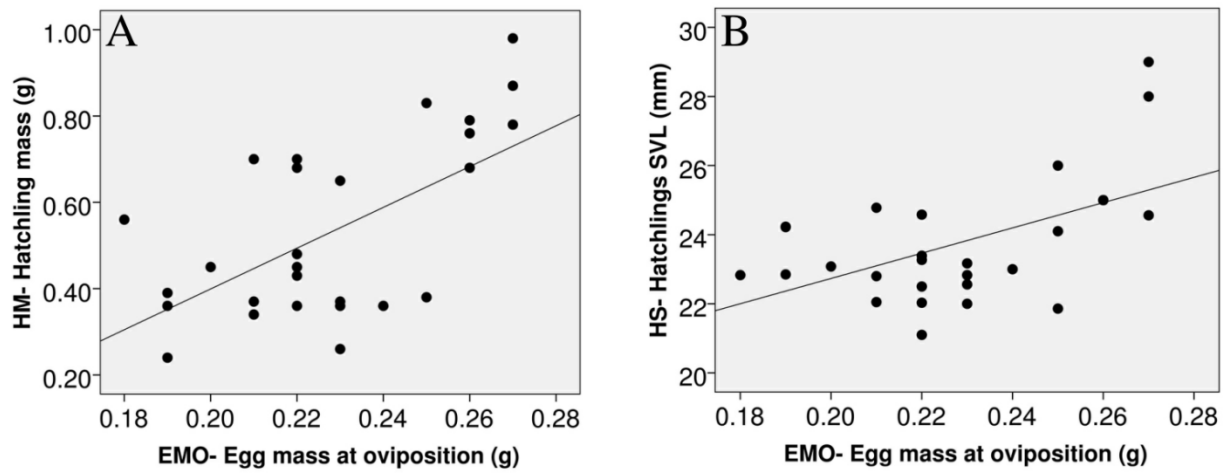 A
HM- Hatchling mass (g)
1.00
0.80
0.60
0.40
0.20
0.18 0.20 0.22 0.24 0.26 0.28
EMO- Egg mass at oviposition (g)
B
HS- Hatchlings SVL (mm)
30
28
26
24
22
20
0.18 0.20 0.22 0.24 0.26 0.28
EMO- Egg mass at oviposition (g)